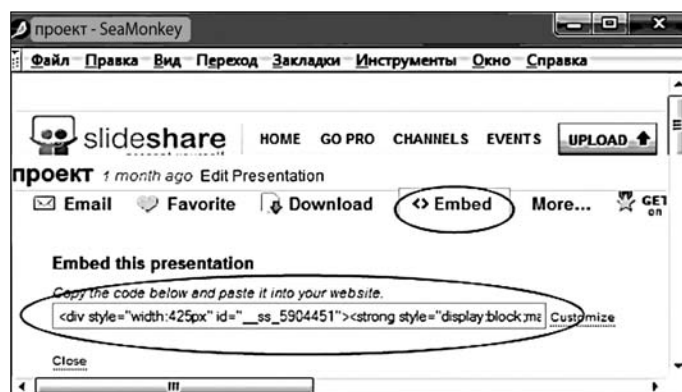 проект - SeaMonkey
Файл Правка Вид Переход Закладки Инструменты Окно Справка
slideshare HOME GO PRO CHANNELS EVENTS UPLOAD
проект 1 month ago Edit Presentation
Email Favorite Download <> Embed More... GET
on
Embed this presentation
Copy the code below and paste it into your website.
<div style="width:425px" id="__ss_5904451"><strong style="display:block;ma Customize
Close